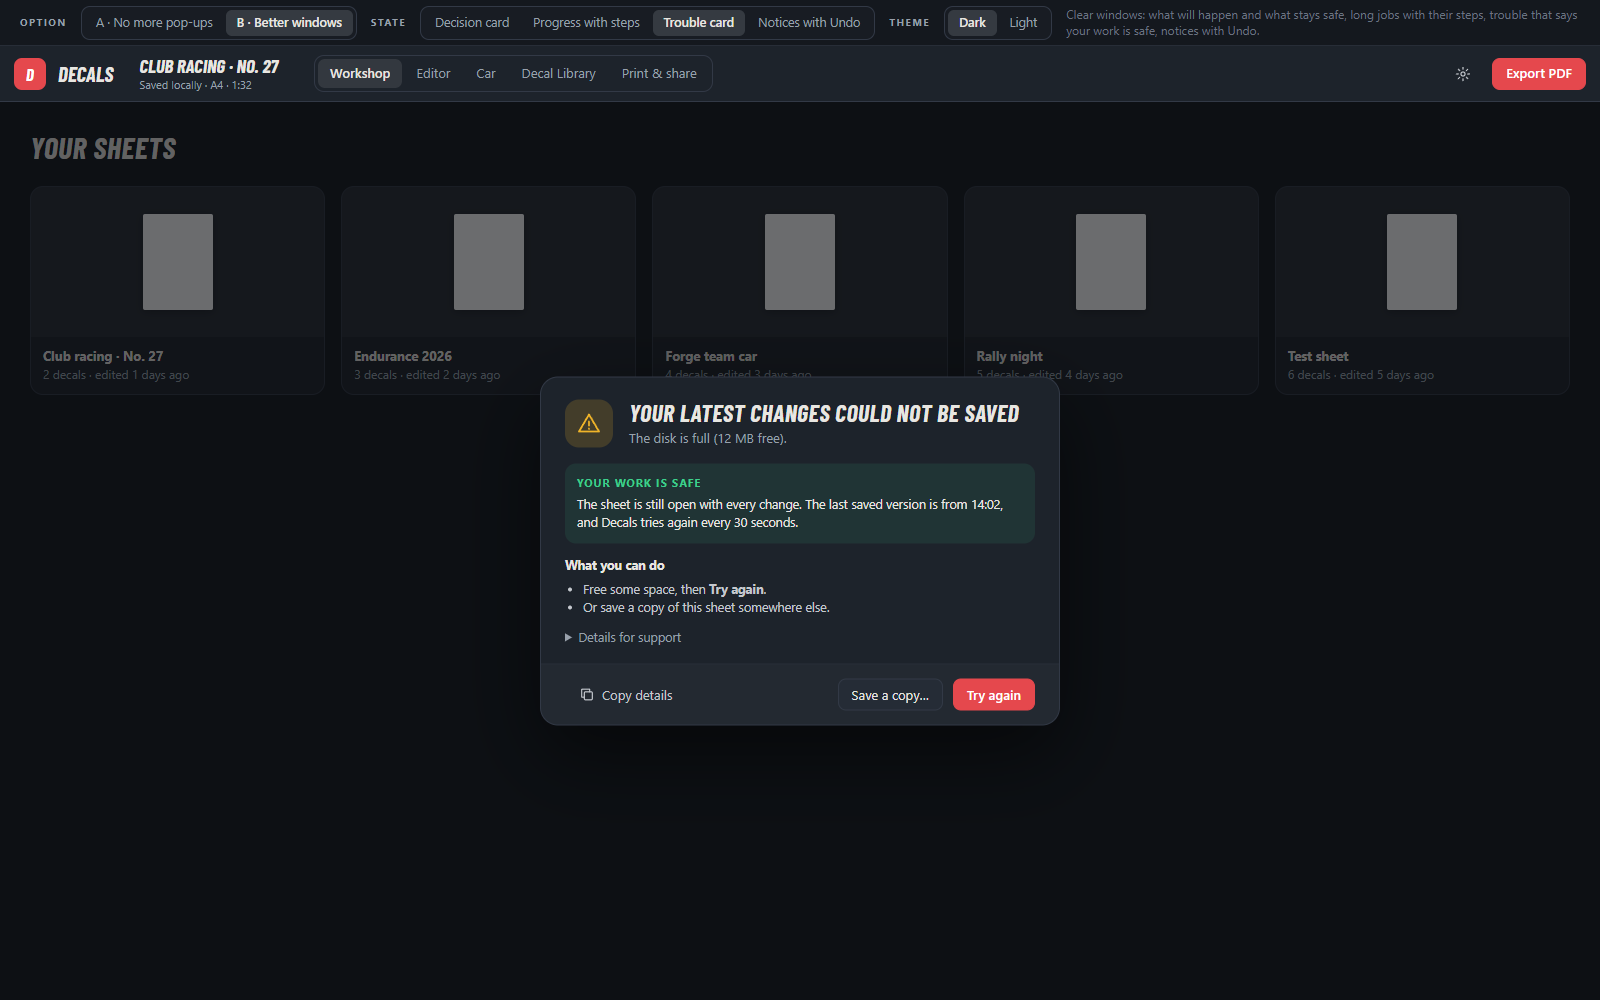 OPTION A · No more pop-ups B · Better windows STATE Decision card Progress with steps Trouble card Notices with Undo THEME Dark Light
Clear windows: what will happen and what stays safe, long jobs with their steps, trouble that says
your work is safe, notices with Undo.
D DECALS
CLUB RACING · NO. 27
Saved locally · A4 · 1:32
Workshop Editor Car Decal Library Print & share
Export PDF
YOUR SHEETS
Club racing · No. 27
2 decals · edited 1 days ago
Endurance 2026
3 decals · edited 2 days ago
Forge team car
4 decals · edited 3 days ago
Rally night
5 decals · edited 4 days ago
Test sheet
6 decals · edited 5 days ago
YOUR LATEST CHANGES COULD NOT BE SAVED
The disk is full (12 MB free).
YOUR WORK IS SAFE
The sheet is still open with every change. The last saved version is from 14:02,
and Decals tries again every 30 seconds.
What you can do
• Free some space, then Try again.
• Or save a copy of this sheet somewhere else.
Details for support
Copy details
Save a copy...
Try again